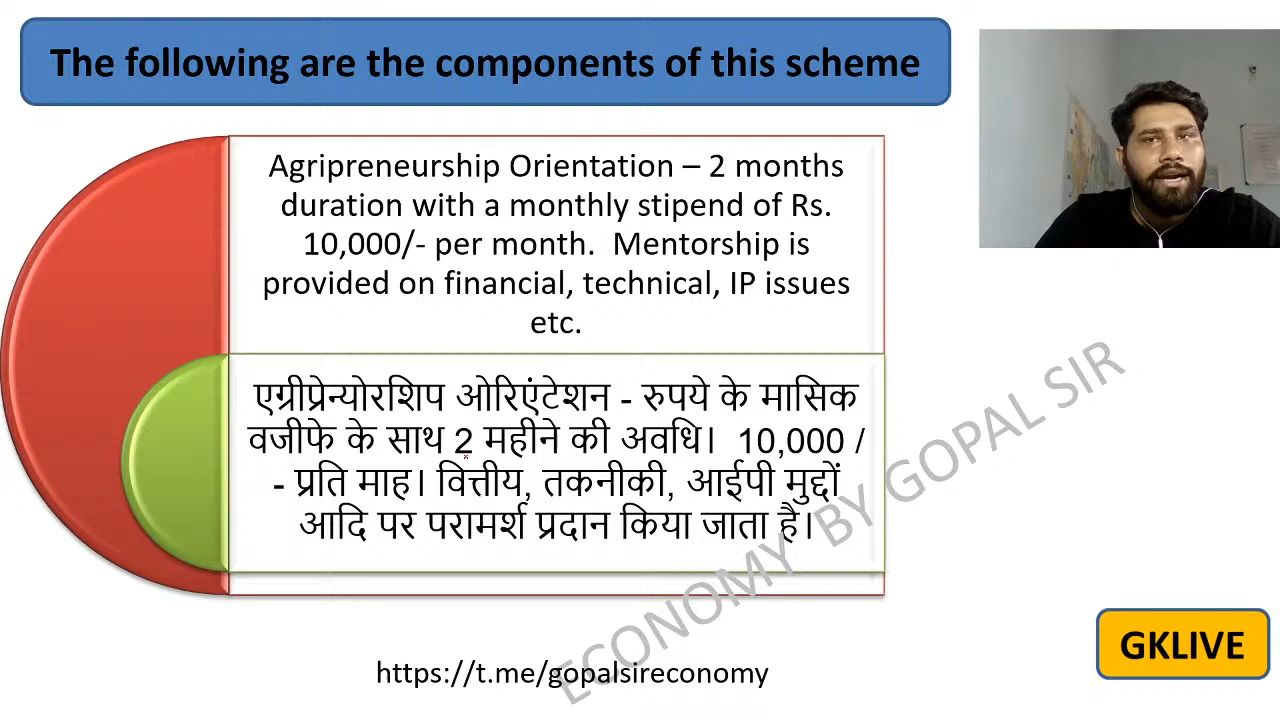 The following are the components of this scheme
Agripreneurship Orientation – 2 months
duration with a monthly stipend of Rs.
10,000/- per month. Mentorship is
provided on financial, technical, IP issues
etc.
एग्रीप्रेन्योरशिप ओरिएंटेशन - रुपये के मासिक
वजीफे के साथ 2 महीने की अवधि। 10,000 /
- प्रति माह। वित्तीय, तकनीकी, आईपी मुद्दों
आदि पर परामर्श प्रदान किया जाता है।
ECONOMY BY GOPAL SIR
GKLIVE
https://t.me/gopalsireconomy